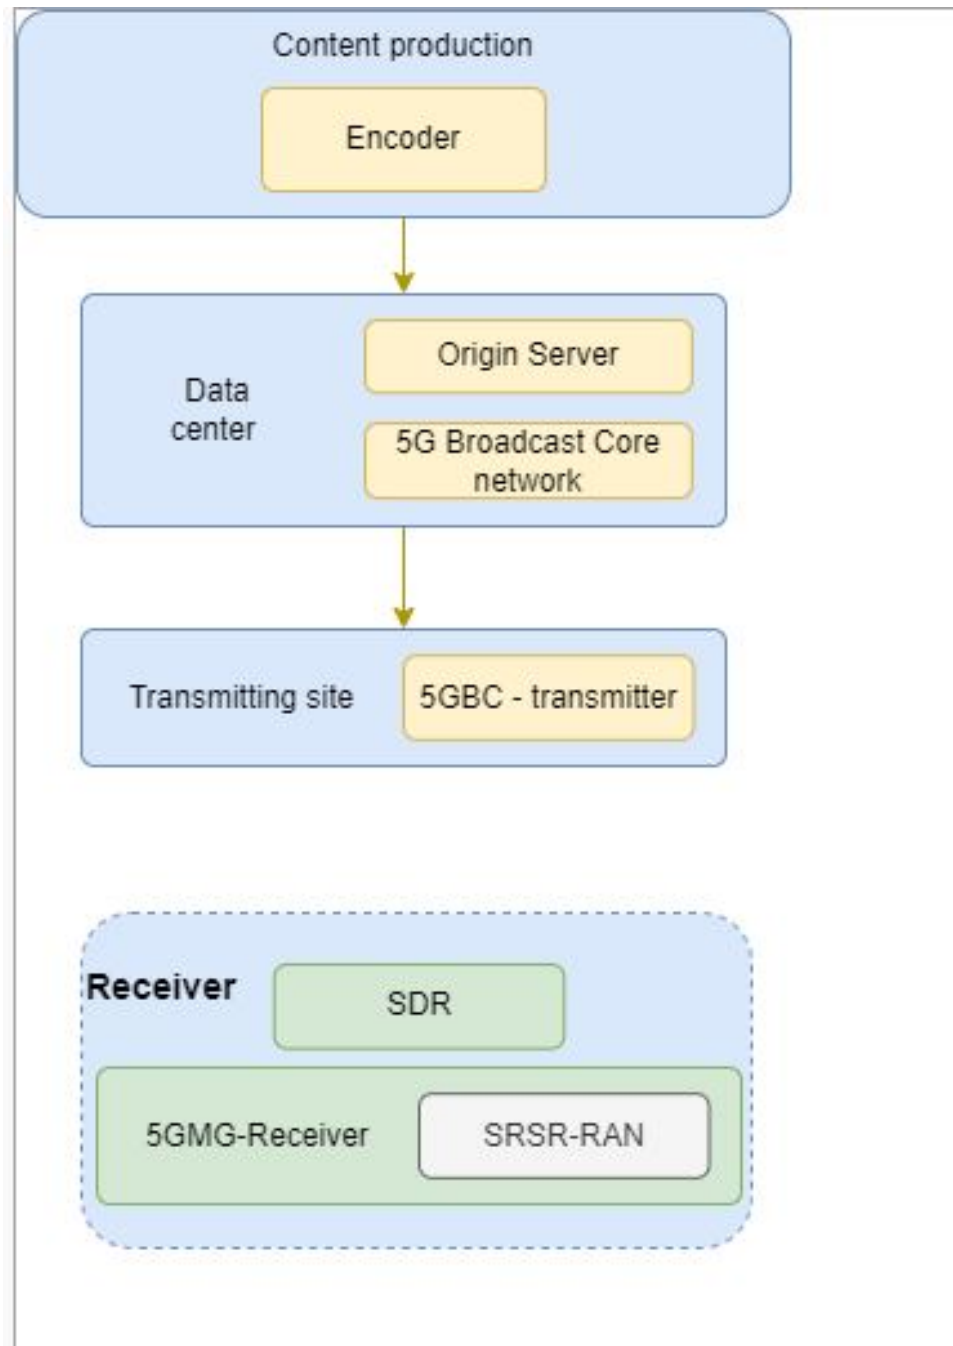 Content production
Encoder
Origin Server
Data
center
5G Broadcast Core
network
Transmitting site
5GBC - transmitter
Receiver
SDR
5GMG-Receiver
SRSR-RAN